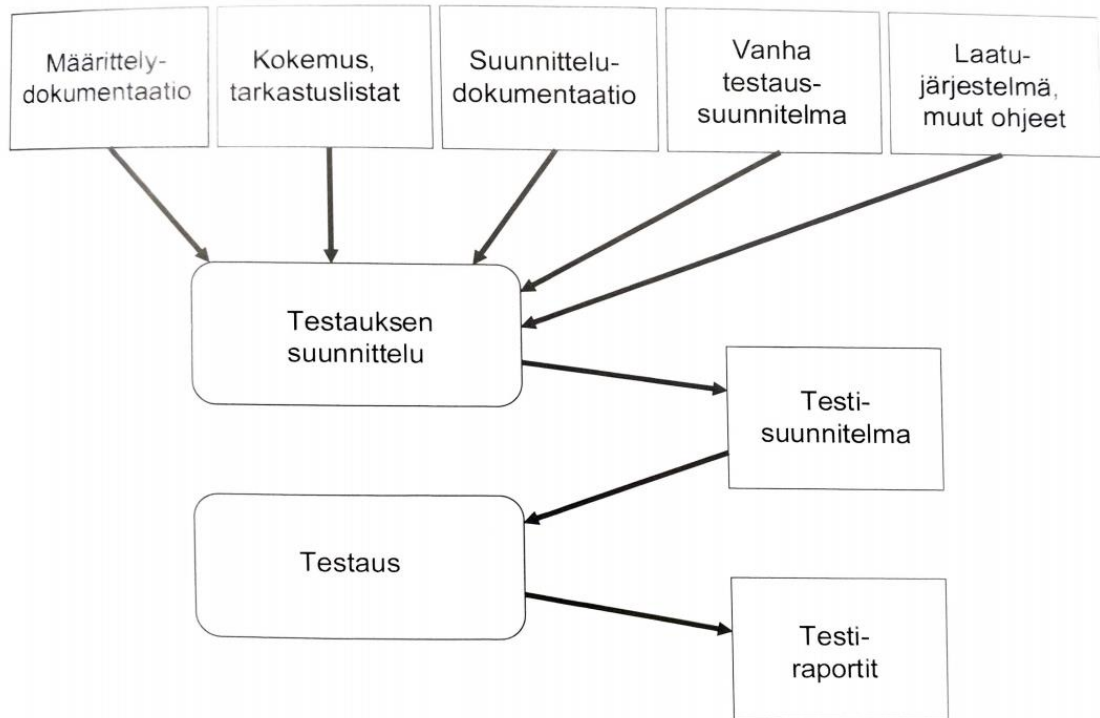 Määrittely-
dokumentaatio
Kokemus,
tarkastuslistat
Suunnittelu-
dokumentaatio
Vanha
testaus-
suunnitelma
Laatu-
järjestelmä,
muut ohjeet
Testauksen
suunnittelu
Testi-
suunnitelma
Testaus
Testi-
raportit